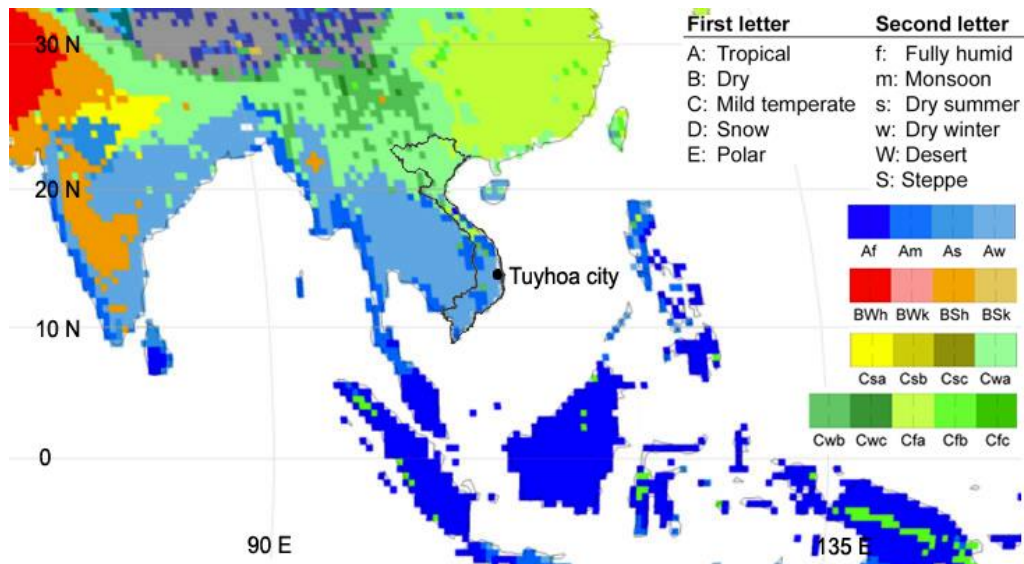 First letter
A: Tropical
B: Dry
C: Mild temperate
D: Snow
E: Polar
Second letter
f: Fully humid
m: Monsoon
s: Dry summer
w: Dry winter
W: Desert
S: Steppe
30 N
20 N
10 N
0
90 E
135 E
Tuyhoa city
Af Am As Aw
BWh BWk BSh BSk
Csa Csb Csc Cwa
Cwb Cwc Cfa Cfb Cfc